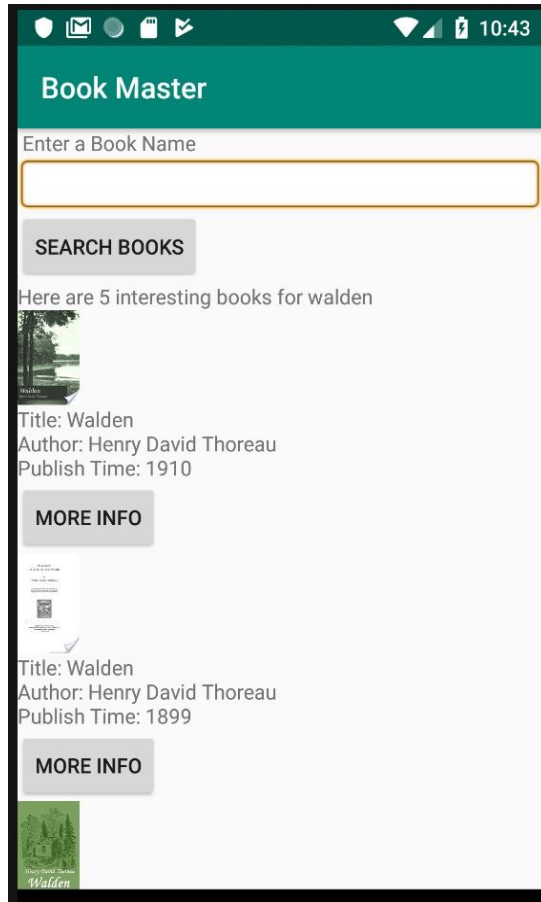 10:43
Book Master
Enter a Book Name
SEARCH BOOKS
Here are 5 interesting books for walden
Walden
Title: Walden
Author: Henry David Thoreau
Publish Time: 1910
MORE INFO
Title: Walden
Author: Henry David Thoreau
Publish Time: 1899
MORE INFO
Henry David Thoreau
Walden